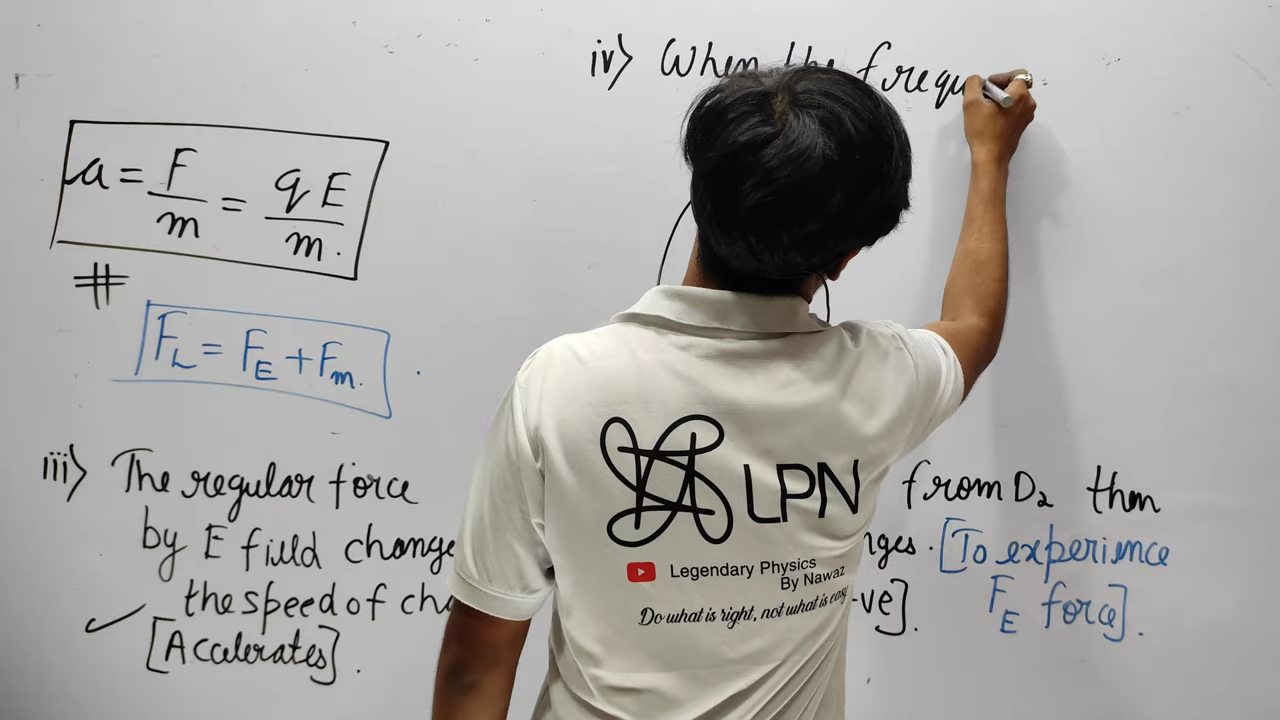 iv) When the frequ
a = F/m = qE/m.
#
F_L = F_E + F_m.
iii) The regular force
by E field change
the speed of cha
[Accelerates].
from D₂ then
nges. [To experience
-ve]. F_E force].
LPN
Legendary Physics
By Nawaz
Do what is right, not what is easy